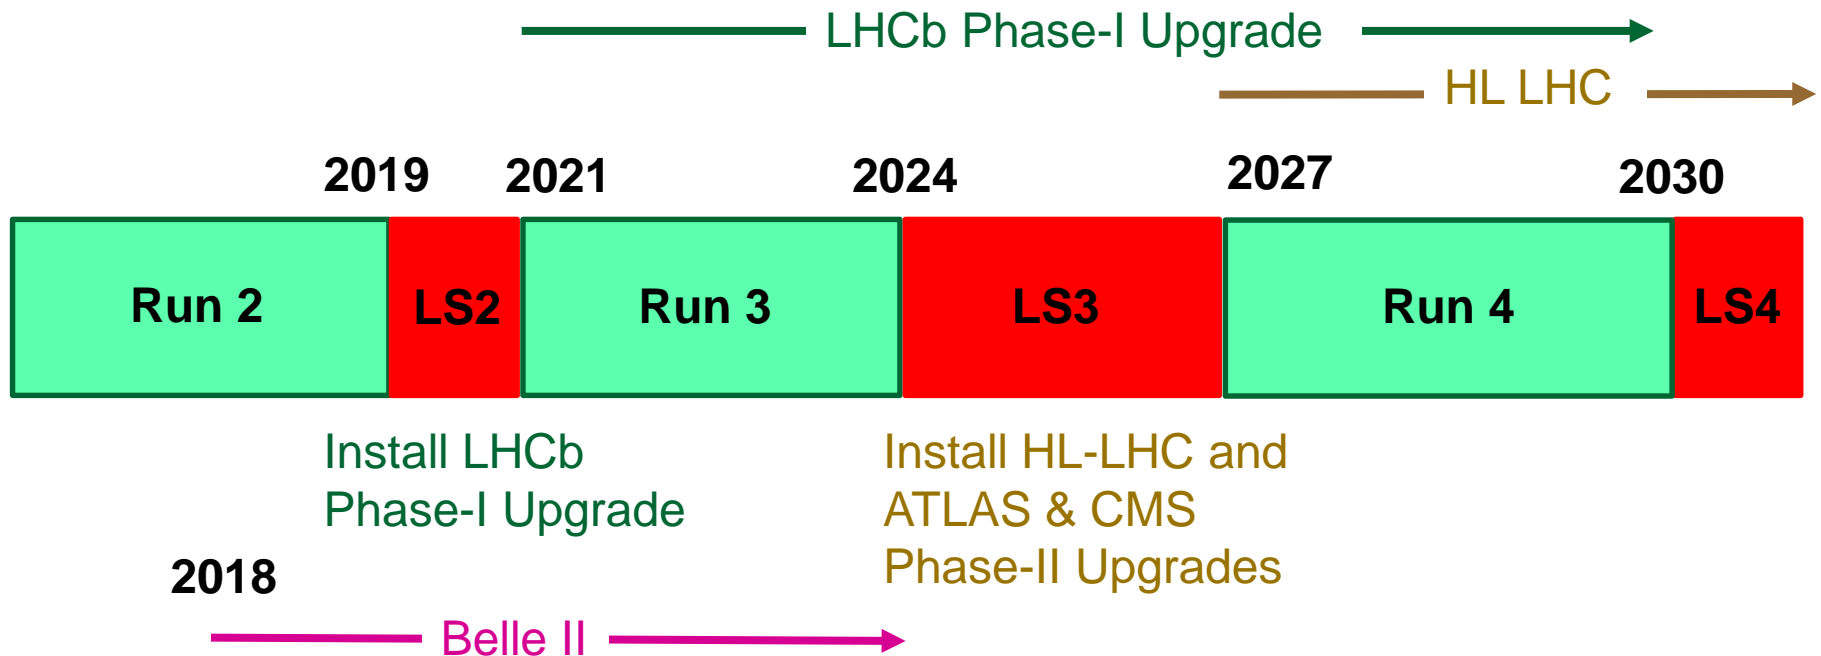 LHCb Phase-I Upgrade
HL LHC
2019 2021 2024 2027 2030
Run 2 LS2 Run 3 LS3 Run 4 LS4
Install LHCb
Phase-I Upgrade
Install HL-LHC and
ATLAS & CMS
Phase-II Upgrades
2018
Belle II